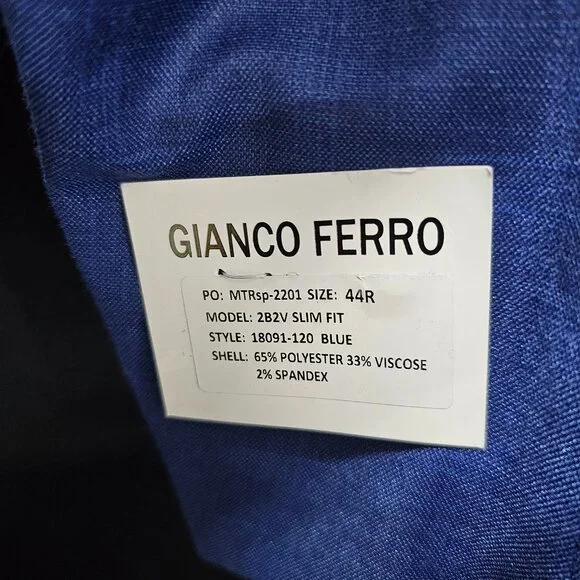 GIANCO FERRO
PO: MTRsp-2201 SIZE: 44R
MODEL: 2B2V SLIM FIT
STYLE: 18091-120 BLUE
SHELL: 65% POLYESTER 33% VISCOSE
2% SPANDEX